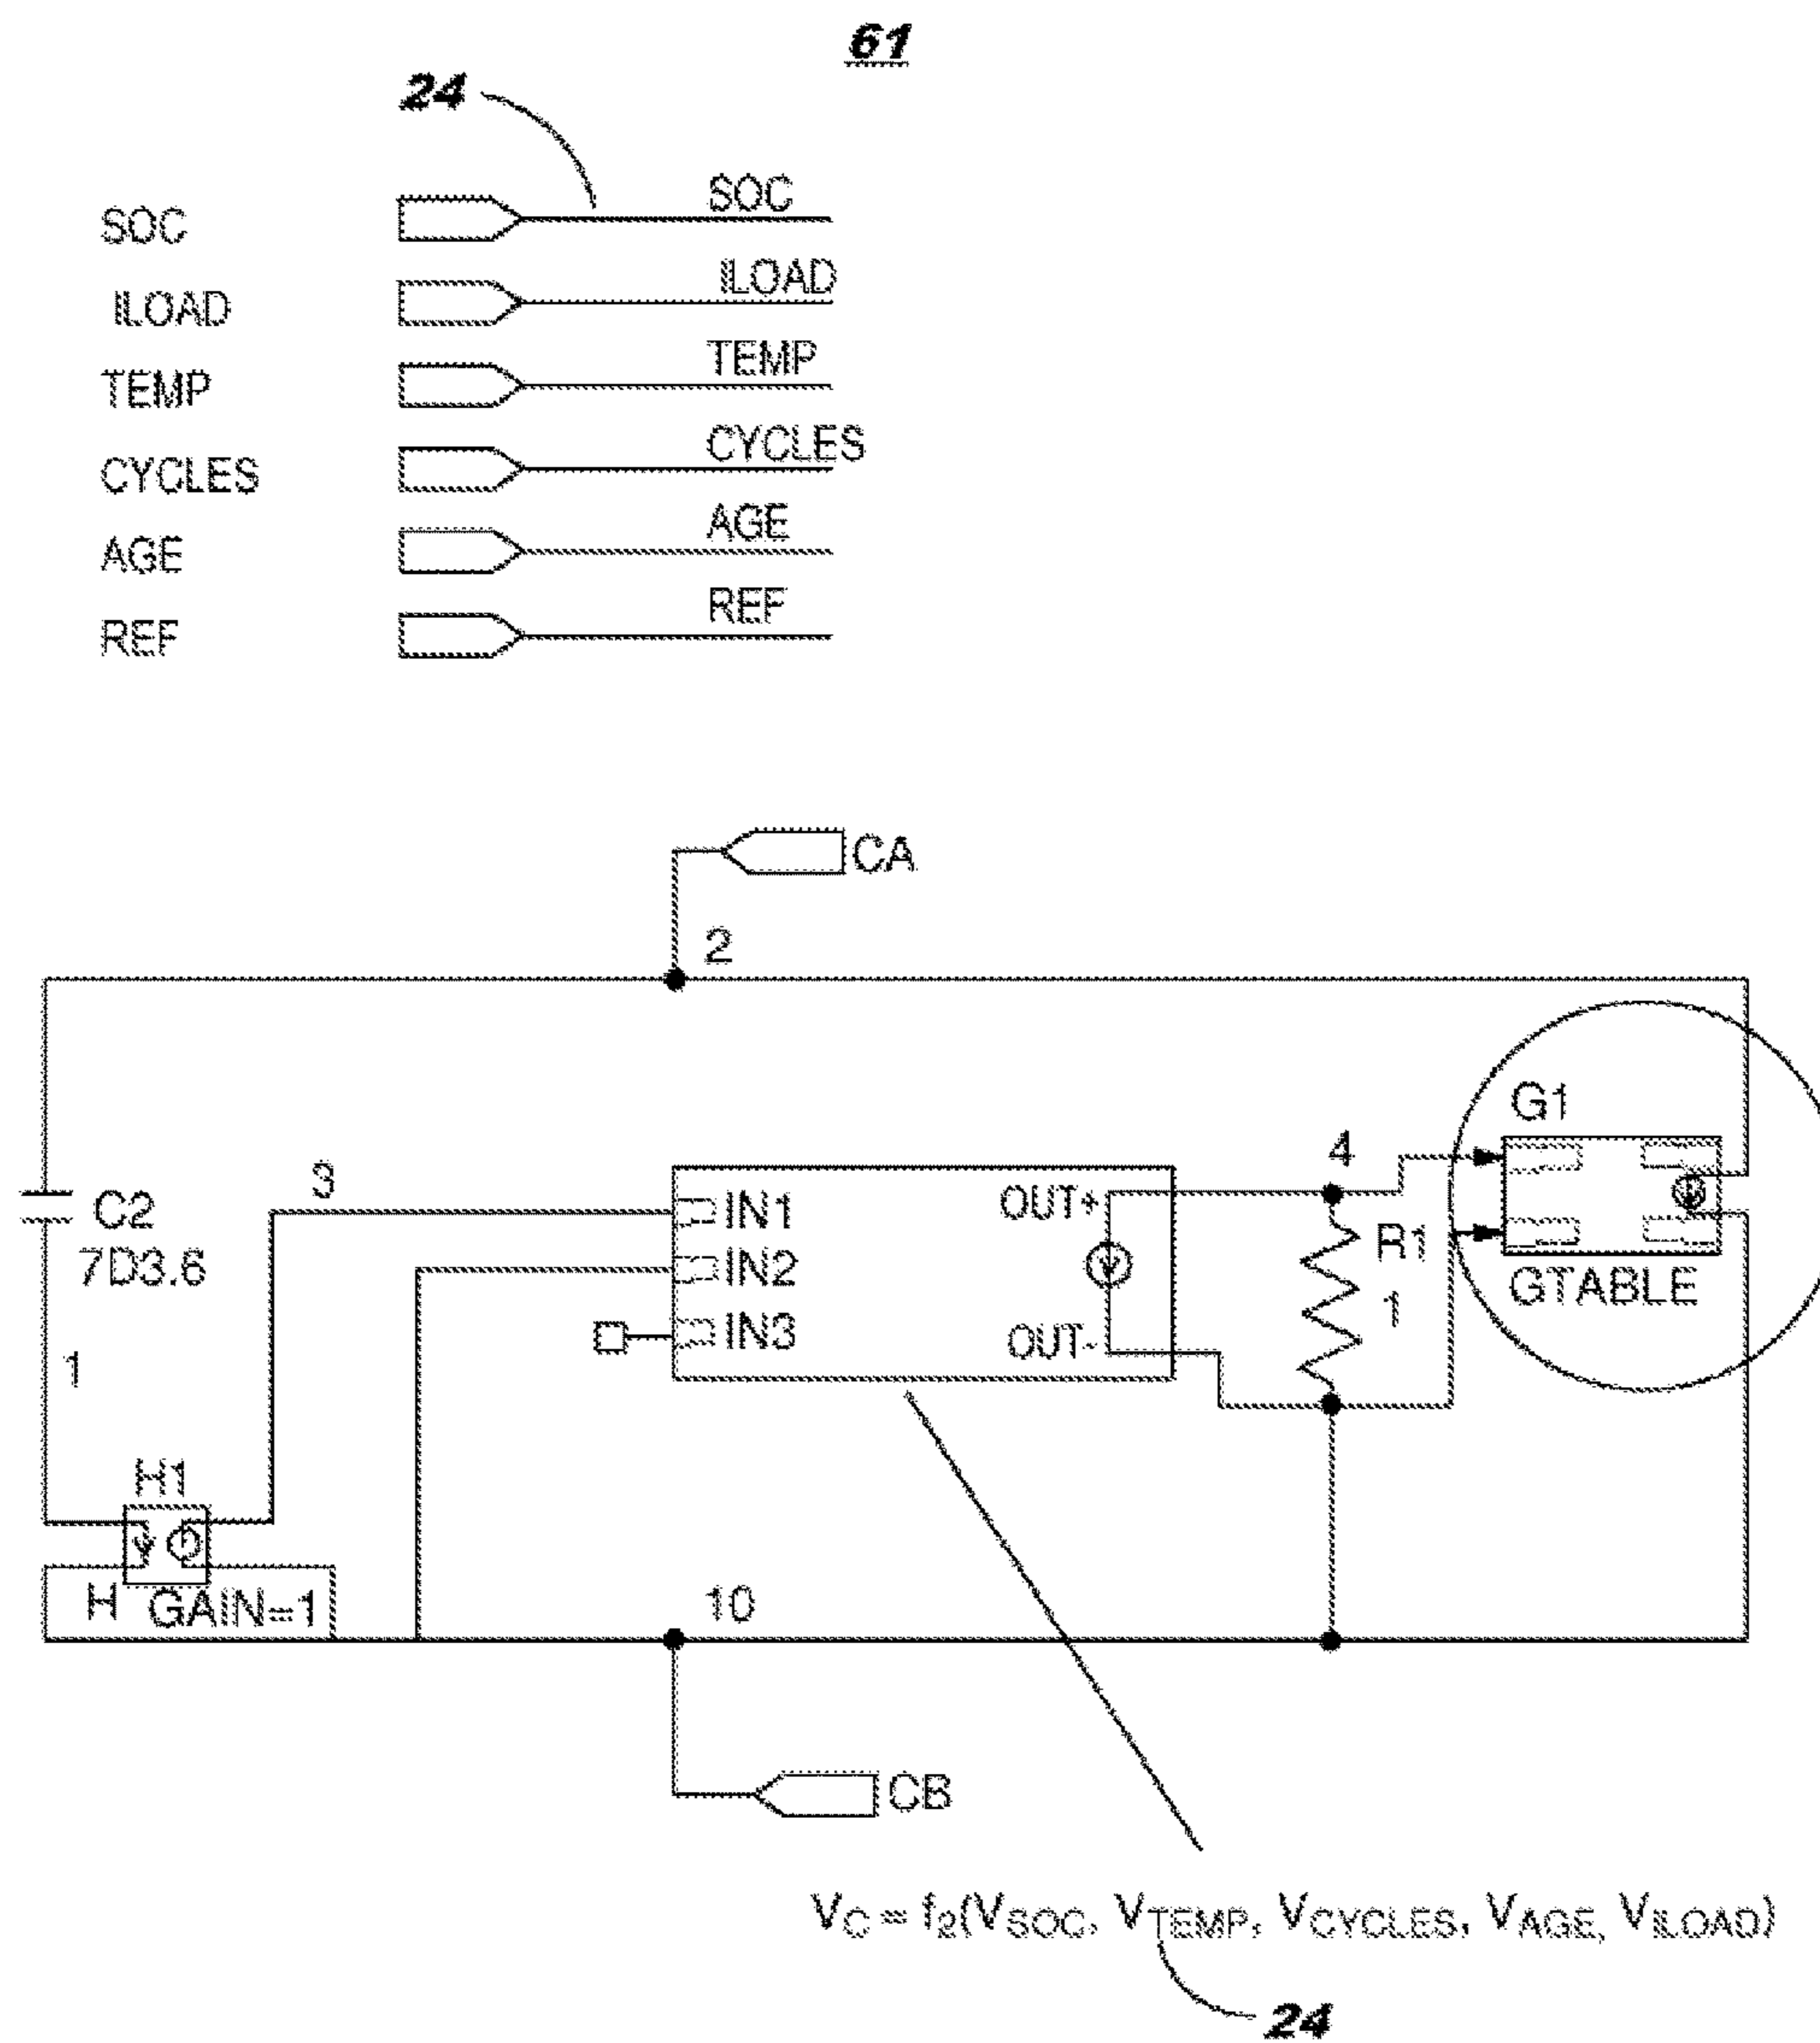 61
24
SOC SOC
ILOAD ILOAD
TEMP TEMP
CYCLES CYCLES
AGE AGE
REF REF
CA
2
G1
4
3
C2
7D3.6
IN1
IN2
IN3
OUT+
OUT-
R1
1
GTABLE
1
H1
H GAIN=1
10
CB
VC = f2(VSOC, VTEMP, VCYCLES, VAGE, VILOAD)
24